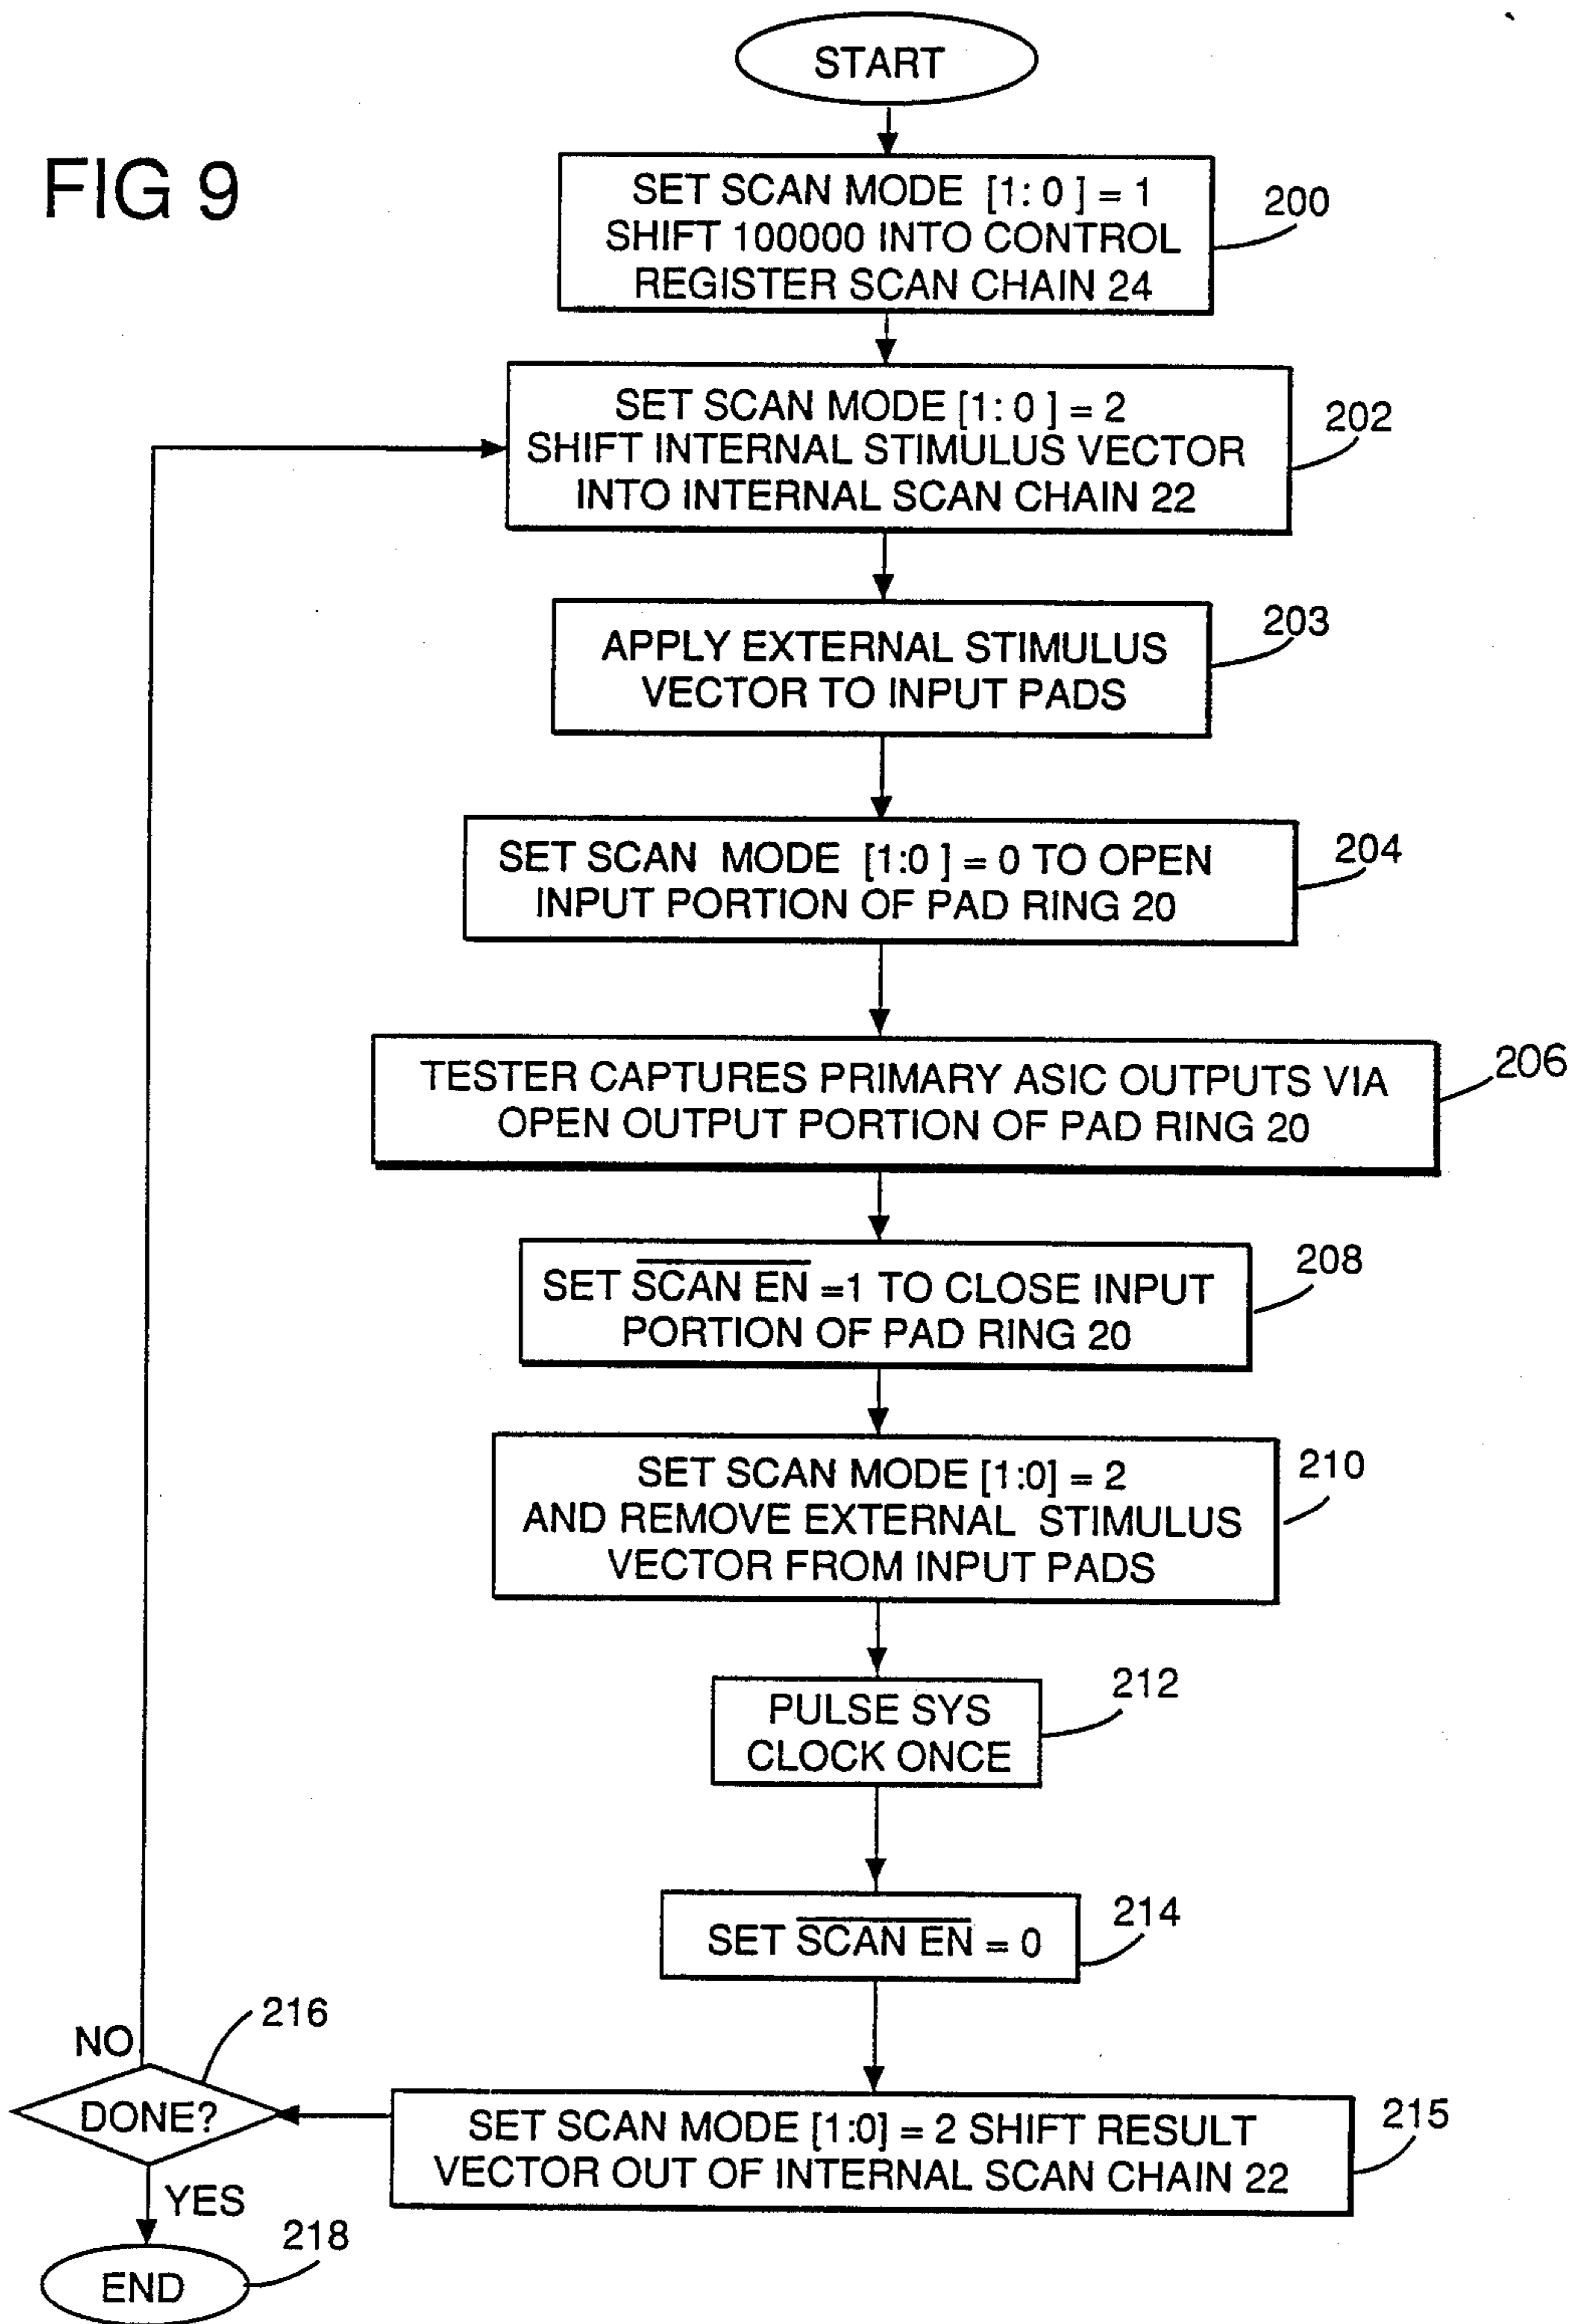 FIG 9
START
SET SCAN MODE [1: 0 ] = 1
SHIFT 100000 INTO CONTROL
REGISTER SCAN CHAIN 24
200
SET SCAN MODE [1: 0 ] = 2
SHIFT INTERNAL STIMULUS VECTOR
INTO INTERNAL SCAN CHAIN 22
202
APPLY EXTERNAL STIMULUS
VECTOR TO INPUT PADS
203
SET SCAN MODE [1:0 ] = 0 TO OPEN
INPUT PORTION OF PAD RING 20
204
TESTER CAPTURES PRIMARY ASIC OUTPUTS VIA
OPEN OUTPUT PORTION OF PAD RING 20
206
SET S̅C̅A̅N̅ ̅E̅N̅ =1 TO CLOSE INPUT
PORTION OF PAD RING 20
208
SET SCAN MODE [1:0] = 2
AND REMOVE EXTERNAL STIMULUS
VECTOR FROM INPUT PADS
210
PULSE SYS
CLOCK ONCE
212
SET S̅C̅A̅N̅ ̅E̅N̅ = 0
214
SET SCAN MODE [1:0] = 2 SHIFT RESULT
VECTOR OUT OF INTERNAL SCAN CHAIN 22
215
NO
216
DONE?
YES
218
END